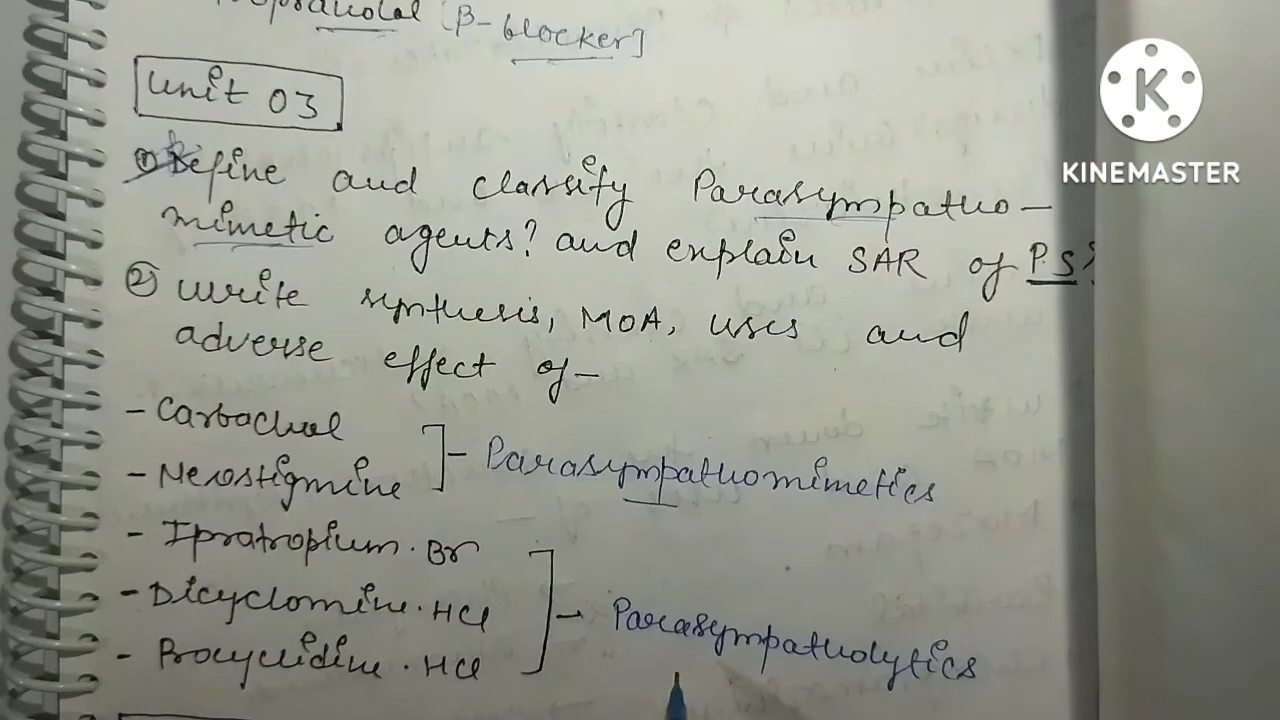 Propranolol [β-blocker]
Unit 03
① Define and classify Parasympatho-
mimetic agents? and explain SAR of P.S?
② Write synthesis, MOA, uses and
adverse effect of-
- Carbachol
- Neostigmine
]- Parasympathomimetics
- Ipratropium. Br
- Dicyclomine. HCl
- Procyclidine. HCl
]- Parasympatholytics
K
KINEMASTER